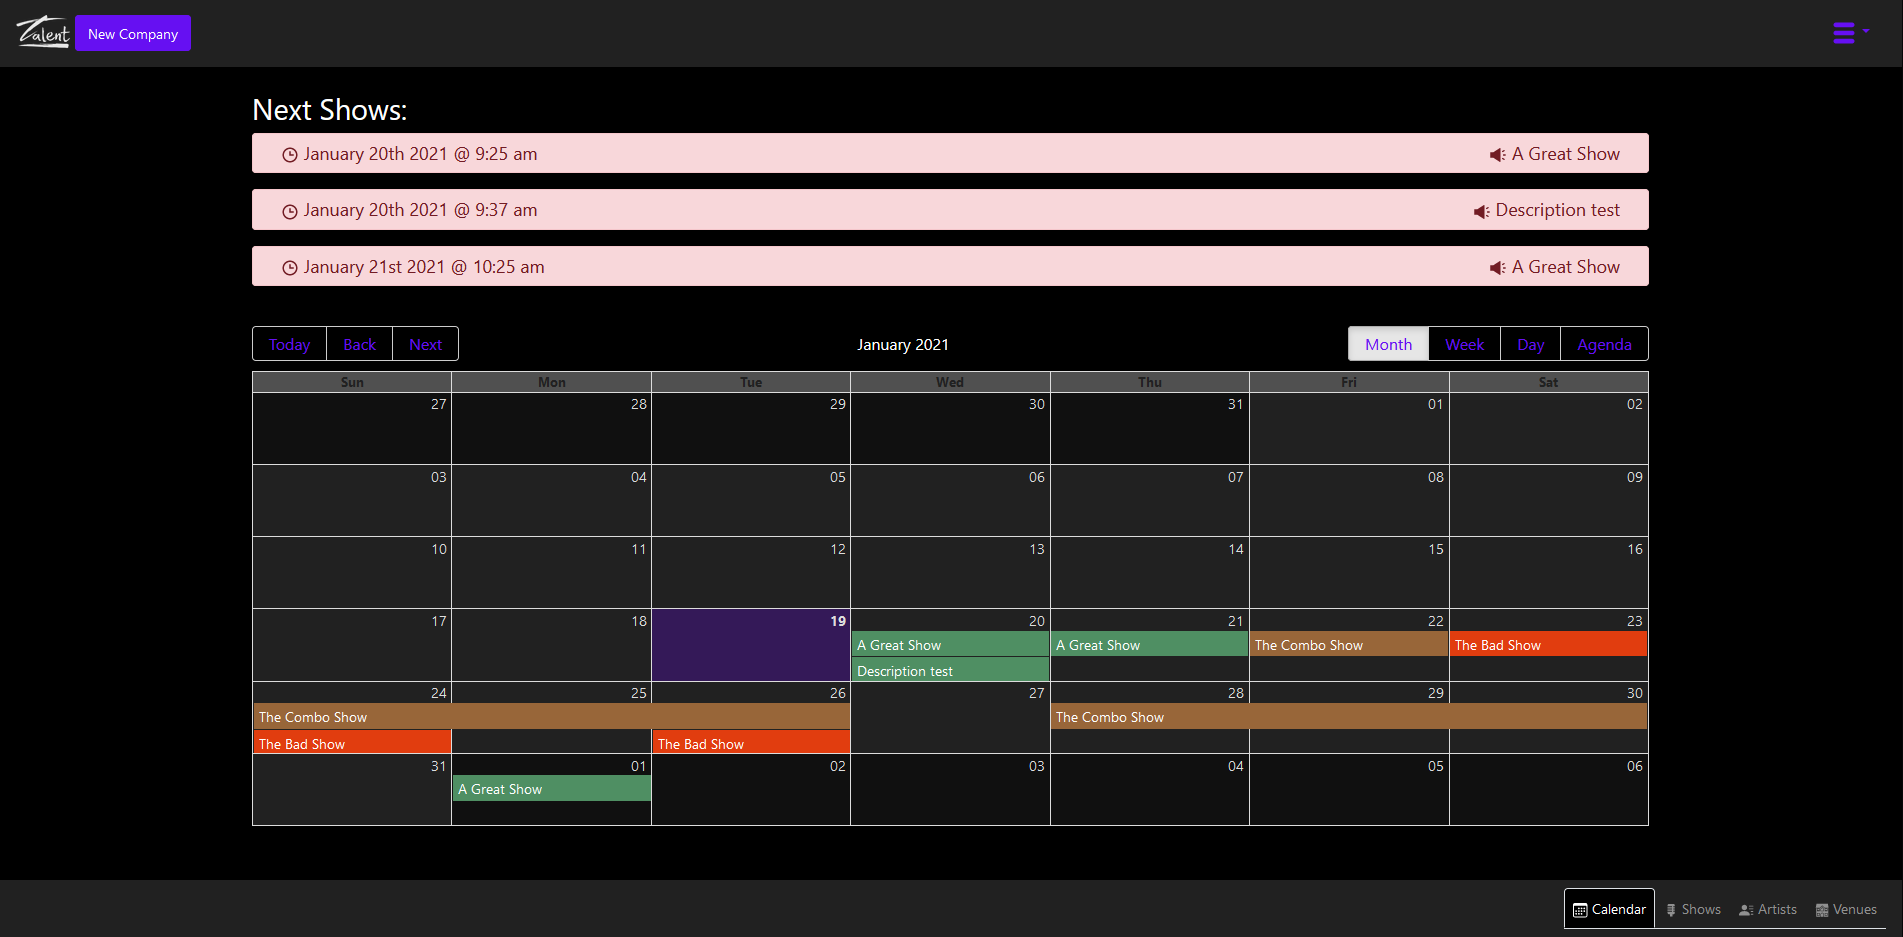 Talent New Company
Next Shows:
January 20th 2021 @ 9:25 am A Great Show
January 20th 2021 @ 9:37 am Description test
January 21st 2021 @ 10:25 am A Great Show
Today Back Next January 2021 Month Week Day Agenda
Sun Mon Tue Wed Thu Fri Sat
27 28 29 30 31 01 02
03 04 05 06 07 08 09
10 11 12 13 14 15 16
17 18 19 20 21 22 23
A Great Show A Great Show The Combo Show The Bad Show
Description test
24 25 26 27 28 29 30
The Combo Show The Combo Show
The Bad Show The Bad Show
31 01 02 03 04 05 06
A Great Show
Calendar Shows Artists Venues